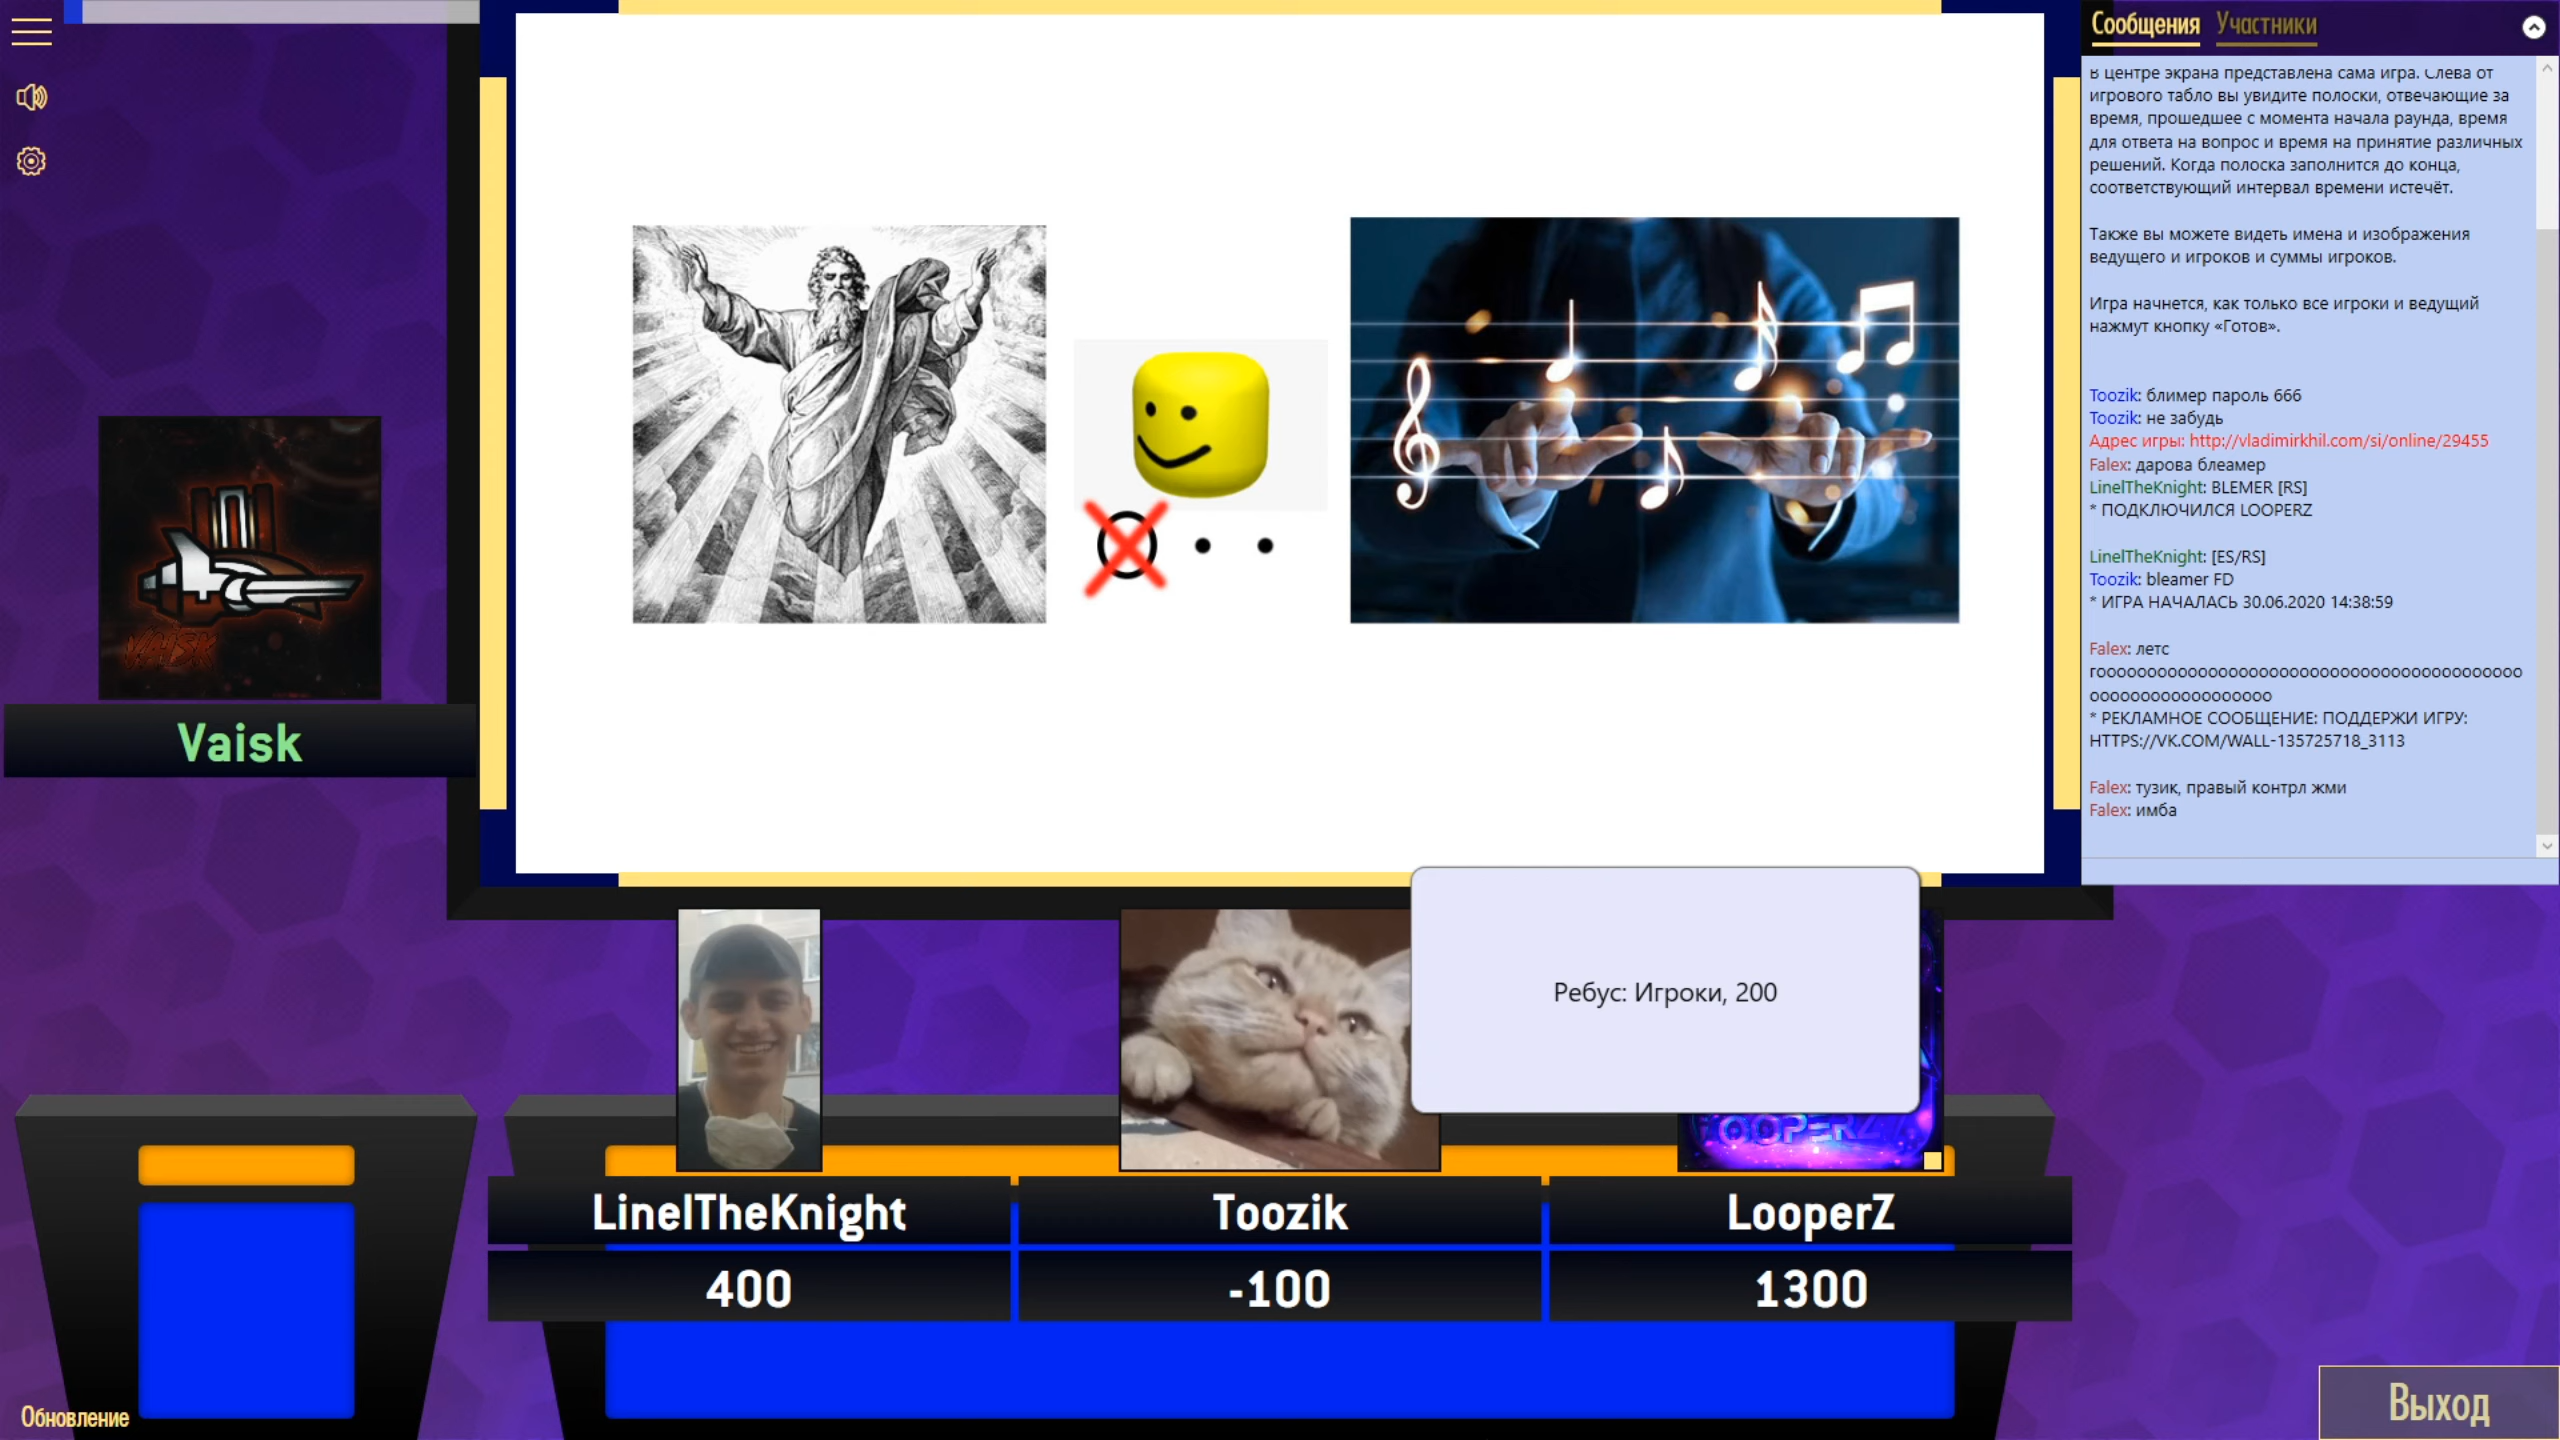 Сообщения Участники
В центре экрана представлена сама игра. Слева от
игрового табло вы увидите полоски, отвечающие за
время, прошедшее с момента начала раунда, время
для ответа на вопрос и время на принятие различных
решений. Когда полоска заполнится до конца,
соответствующий интервал времени истечёт.
Также вы можете видеть имена и изображения
ведущего и игроков и суммы игроков.
Игра начнется, как только все игроки и ведущий
нажмут кнопку «Готов».
Toozik: блимер пароль 666
Toozik: не забудь
Адрес игры: http://vladimirkhil.com/si/online/29455
Falex: дарова блеамер
LinelTheKnight: BLEMER [RS]
* ПОДКЛЮЧИЛСЯ LOOPERZ
LinelTheKnight: [ES/RS]
Toozik: bleamer FD
* ИГРА НАЧАЛАСЬ 30.06.2020 14:38:59
Falex: летс
гооооооооооооооооооооооооооооооооооооооооо
оооооооооооооооооо
* РЕКЛАМНОЕ СООБЩЕНИЕ: ПОДДЕРЖИ ИГРУ:
HTTPS://VK.COM/WALL-135725718_3113
Falex: тузик, правый контрл жми
Falex: имба
VAISK
Vaisk
Ребус: Игроки, 200
LOOPERZ
LinelTheKnight
Toozik
LooperZ
400
-100
1300
Обновление
Выход